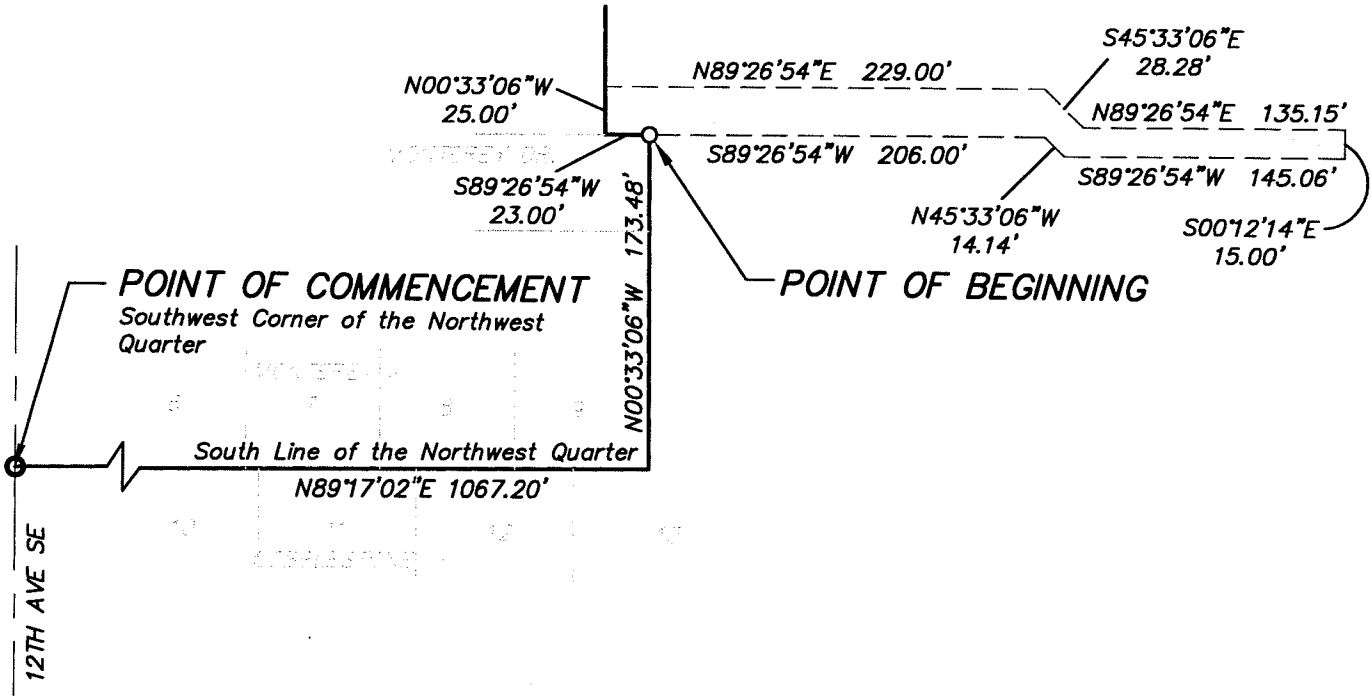 S45°33'06"E
28.28'
N89°26'54"E 229.00'
N00°33'06"W
25.00'
N89°26'54"E 135.15'
S89°26'54"W 206.00'
S89°26'54"W 145.06'
S89°26'54"W
23.00'
N45°33'06"W
14.14'
S00°12'14"E
15.00'
N00°33'06"W 173.48'
POINT OF COMMENCEMENT
Southwest Corner of the Northwest
Quarter
POINT OF BEGINNING
South Line of the Northwest Quarter
N89°17'02"E 1067.20'
12TH AVE SE